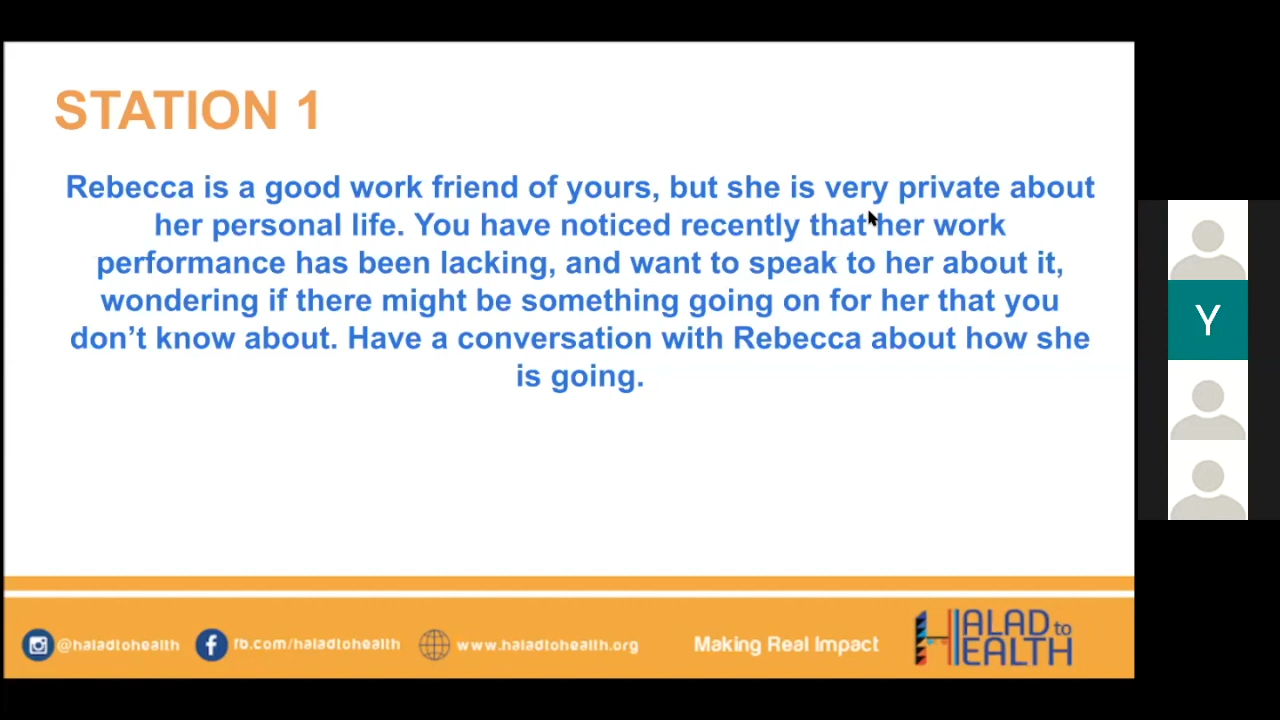 STATION 1
Rebecca is a good work friend of yours, but she is very private about
her personal life. You have noticed recently that her work
performance has been lacking, and want to speak to her about it,
wondering if there might be something going on for her that you
don't know about. Have a conversation with Rebecca about how she
is going.
Y
@haladtohealth fb.com/haladtohealth www.haladtohealth.org Making Real Impact
HALAD to
HEALTH